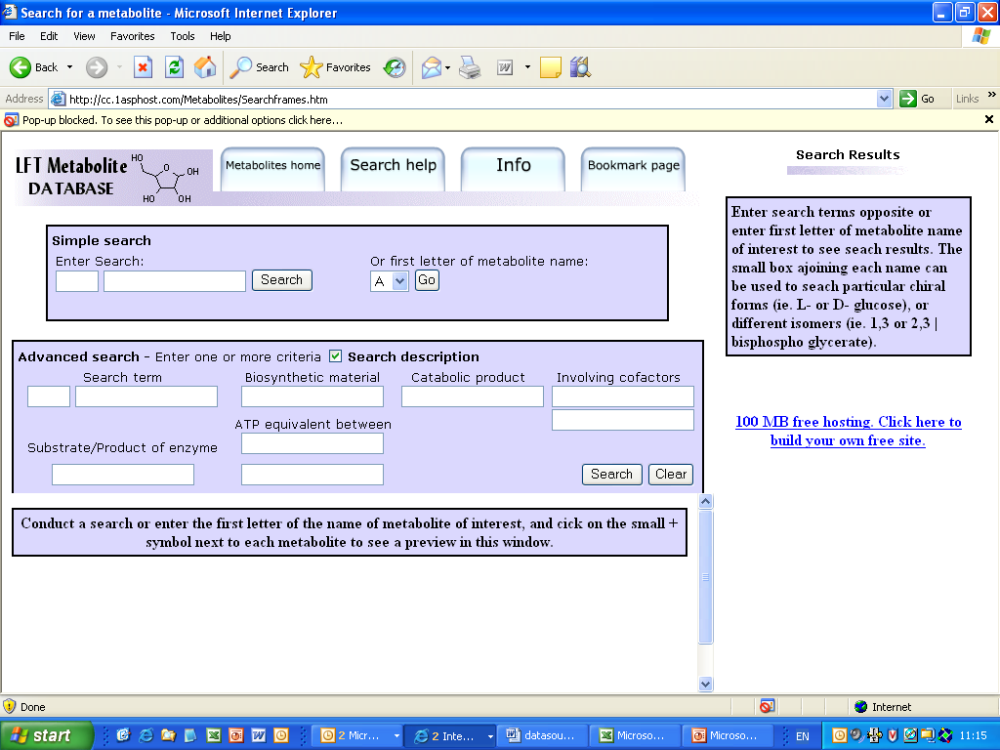 Search for a metabolite - Microsoft Internet Explorer
File Edit View Favorites Tools Help
Back Search Favorites
Address http://cc.1asphost.com/Metabolites/Searchframes.htm Go Links »
Pop-up blocked. To see this pop-up or additional options click here...
LFT Metabolite
DATABASE
HO O OH
HO OH
Metabolites home Search help Info Bookmark page
Simple search
Enter Search: Or first letter of metabolite name:
Search A Go
Advanced search - Enter one or more criteria Search description
Search term Biosynthetic material Catabolic product Involving cofactors
ATP equivalent between
Substrate/Product of enzyme
Search Clear
Conduct a search or enter the first letter of the name of metabolite of interest, and cick on the small +
symbol next to each metabolite to see a preview in this window.
Search Results
Enter search terms opposite or
enter first letter of metabolite name
of interest to see seach results. The
small box ajoining each name can
be used to seach particular chiral
forms (ie. L- or D- glucose), or
different isomers (ie. 1,3 or 2,3 |
bisphospho glycerate).
100 MB free hosting. Click here to
build your own free site.
Done Internet
start 2 Micr... 2 Inte... datasou... Microso... Microso... EN 11:15